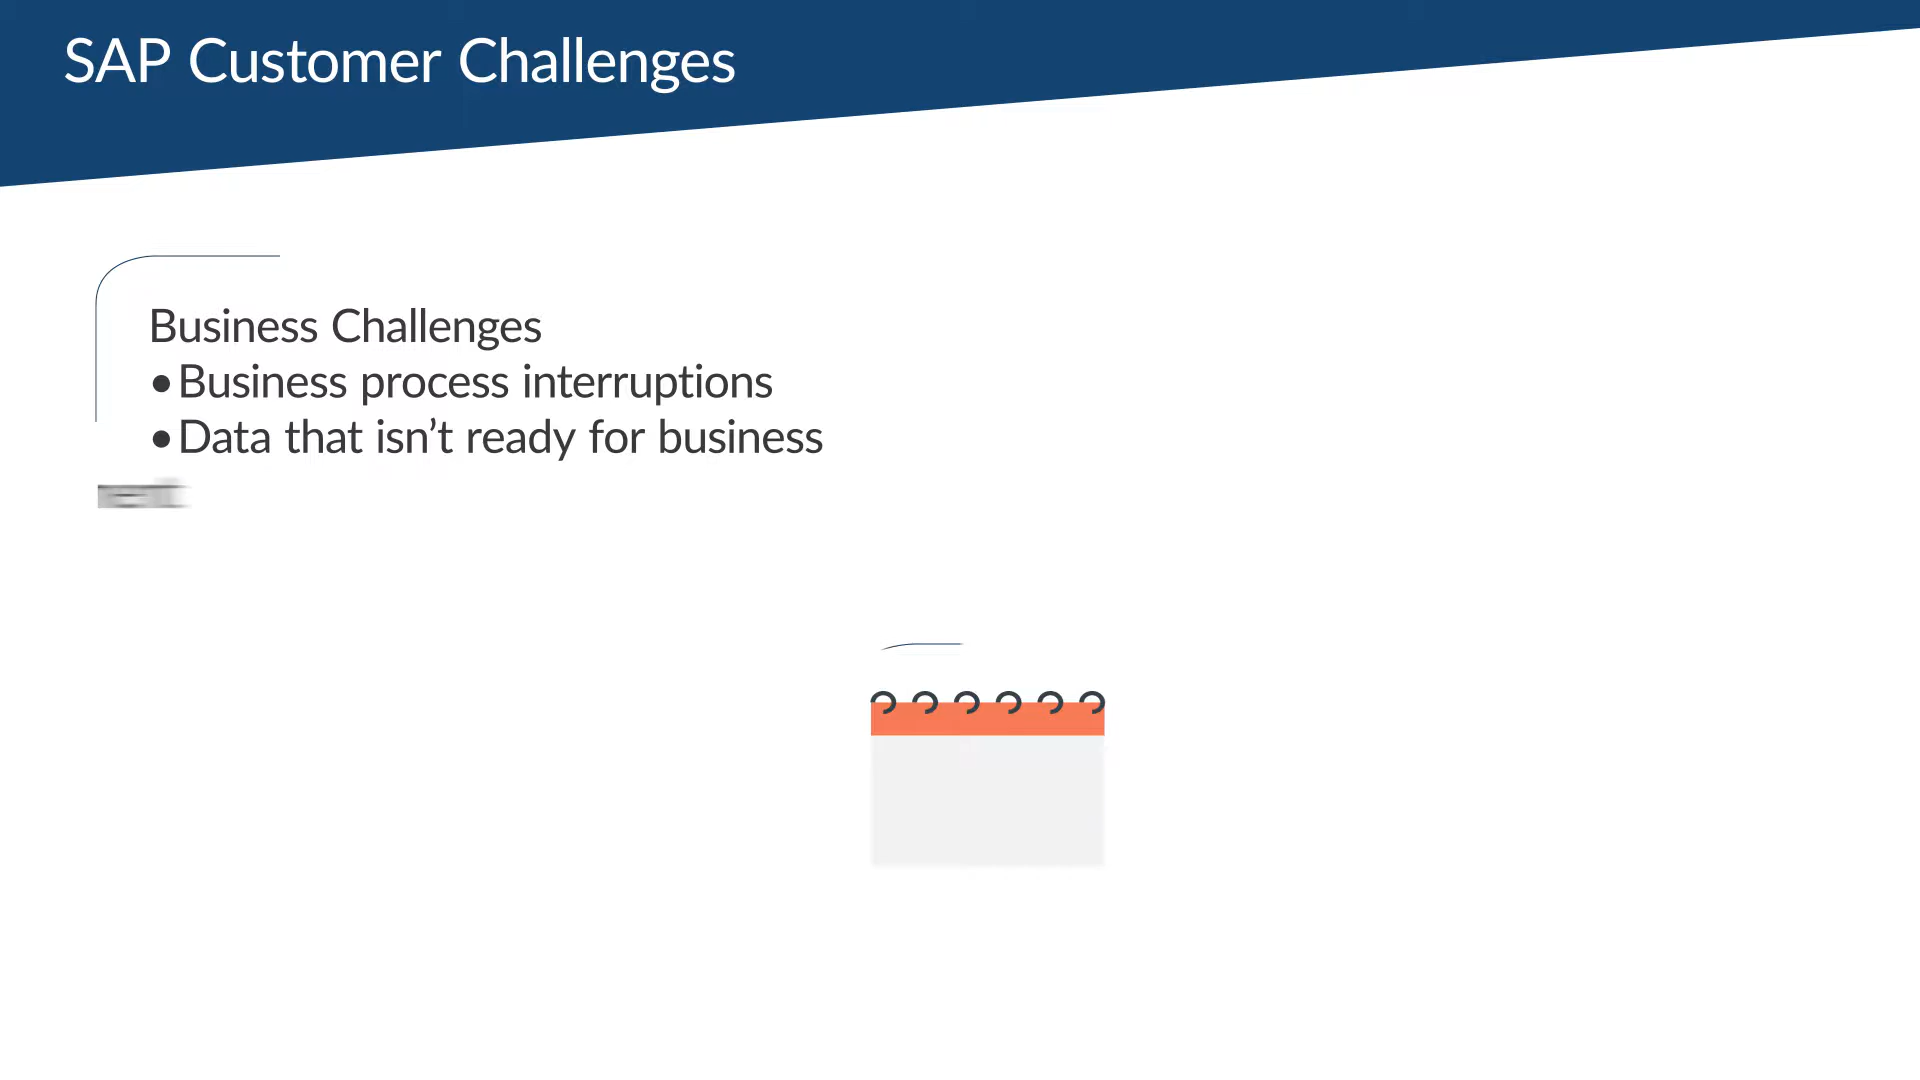 SAP Customer Challenges
Business Challenges
•Business process interruptions
•Data that isn’t ready for business